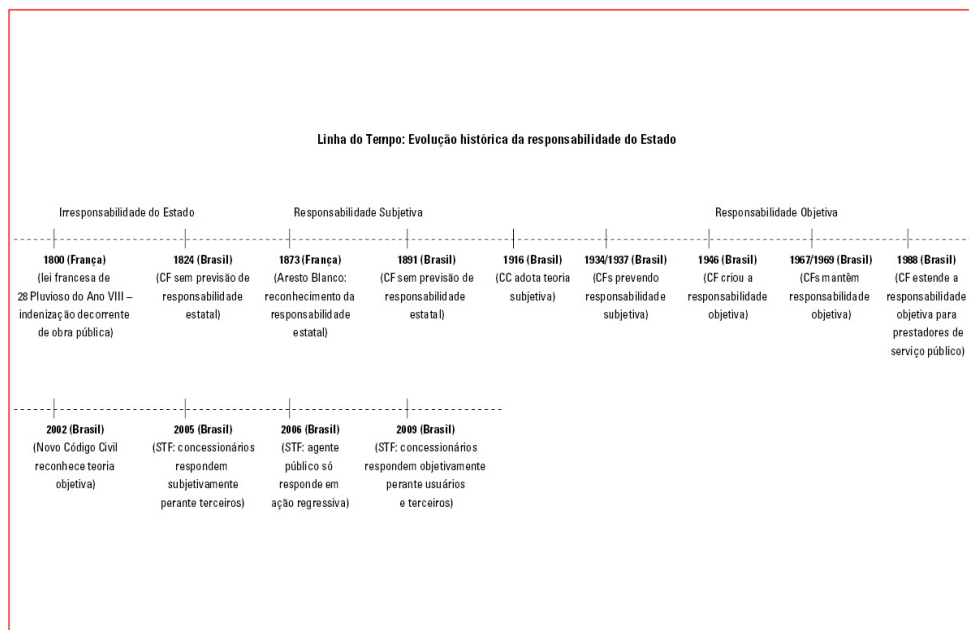 Linha do Tempo: Evolução histórica da responsabilidade do Estado
Irresponsabilidade do Estado
Responsabilidade Subjetiva
Responsabilidade Objetiva
1800 (França)
(lei francesa de
28 Pluvioso do Ano VIII –
indenização decorrente
de obra pública)
1824 (Brasil)
(CF sem previsão de
responsabilidade
estatal)
1873 (França)
(Aresto Blanco:
reconhecimento da
responsabilidade
estatal)
1891 (Brasil)
(CF sem previsão de
responsabilidade
estatal)
1916 (Brasil)
(CC adota teoria
subjetiva)
1934/1937 (Brasil)
(CFs prevendo
responsabilidade
subjetiva)
1946 (Brasil)
(CF criou a
responsabilidade
objetiva)
1967/1969 (Brasil)
(CFs mantêm
responsabilidade
objetiva)
1988 (Brasil)
(CF estende a
responsabilidade
objetiva para
prestadores de
serviço público)
2002 (Brasil)
(Novo Código Civil
reconhece teoria
objetiva)
2005 (Brasil)
(STF: concessionários
respondem
subjetivamente
perante terceiros)
2006 (Brasil)
(STF: agente
público só
responde em
ação regressiva)
2009 (Brasil)
(STF: concessionários
respondem objetivamente
perante usuários
e terceiros)